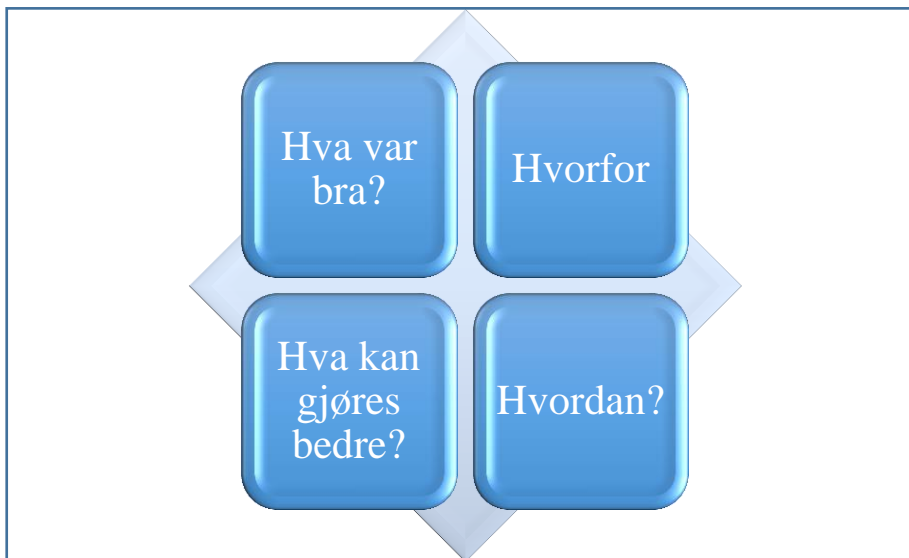 Hva var
bra?
Hvorfor
Hva kan
gjøres
bedre?
Hvordan?